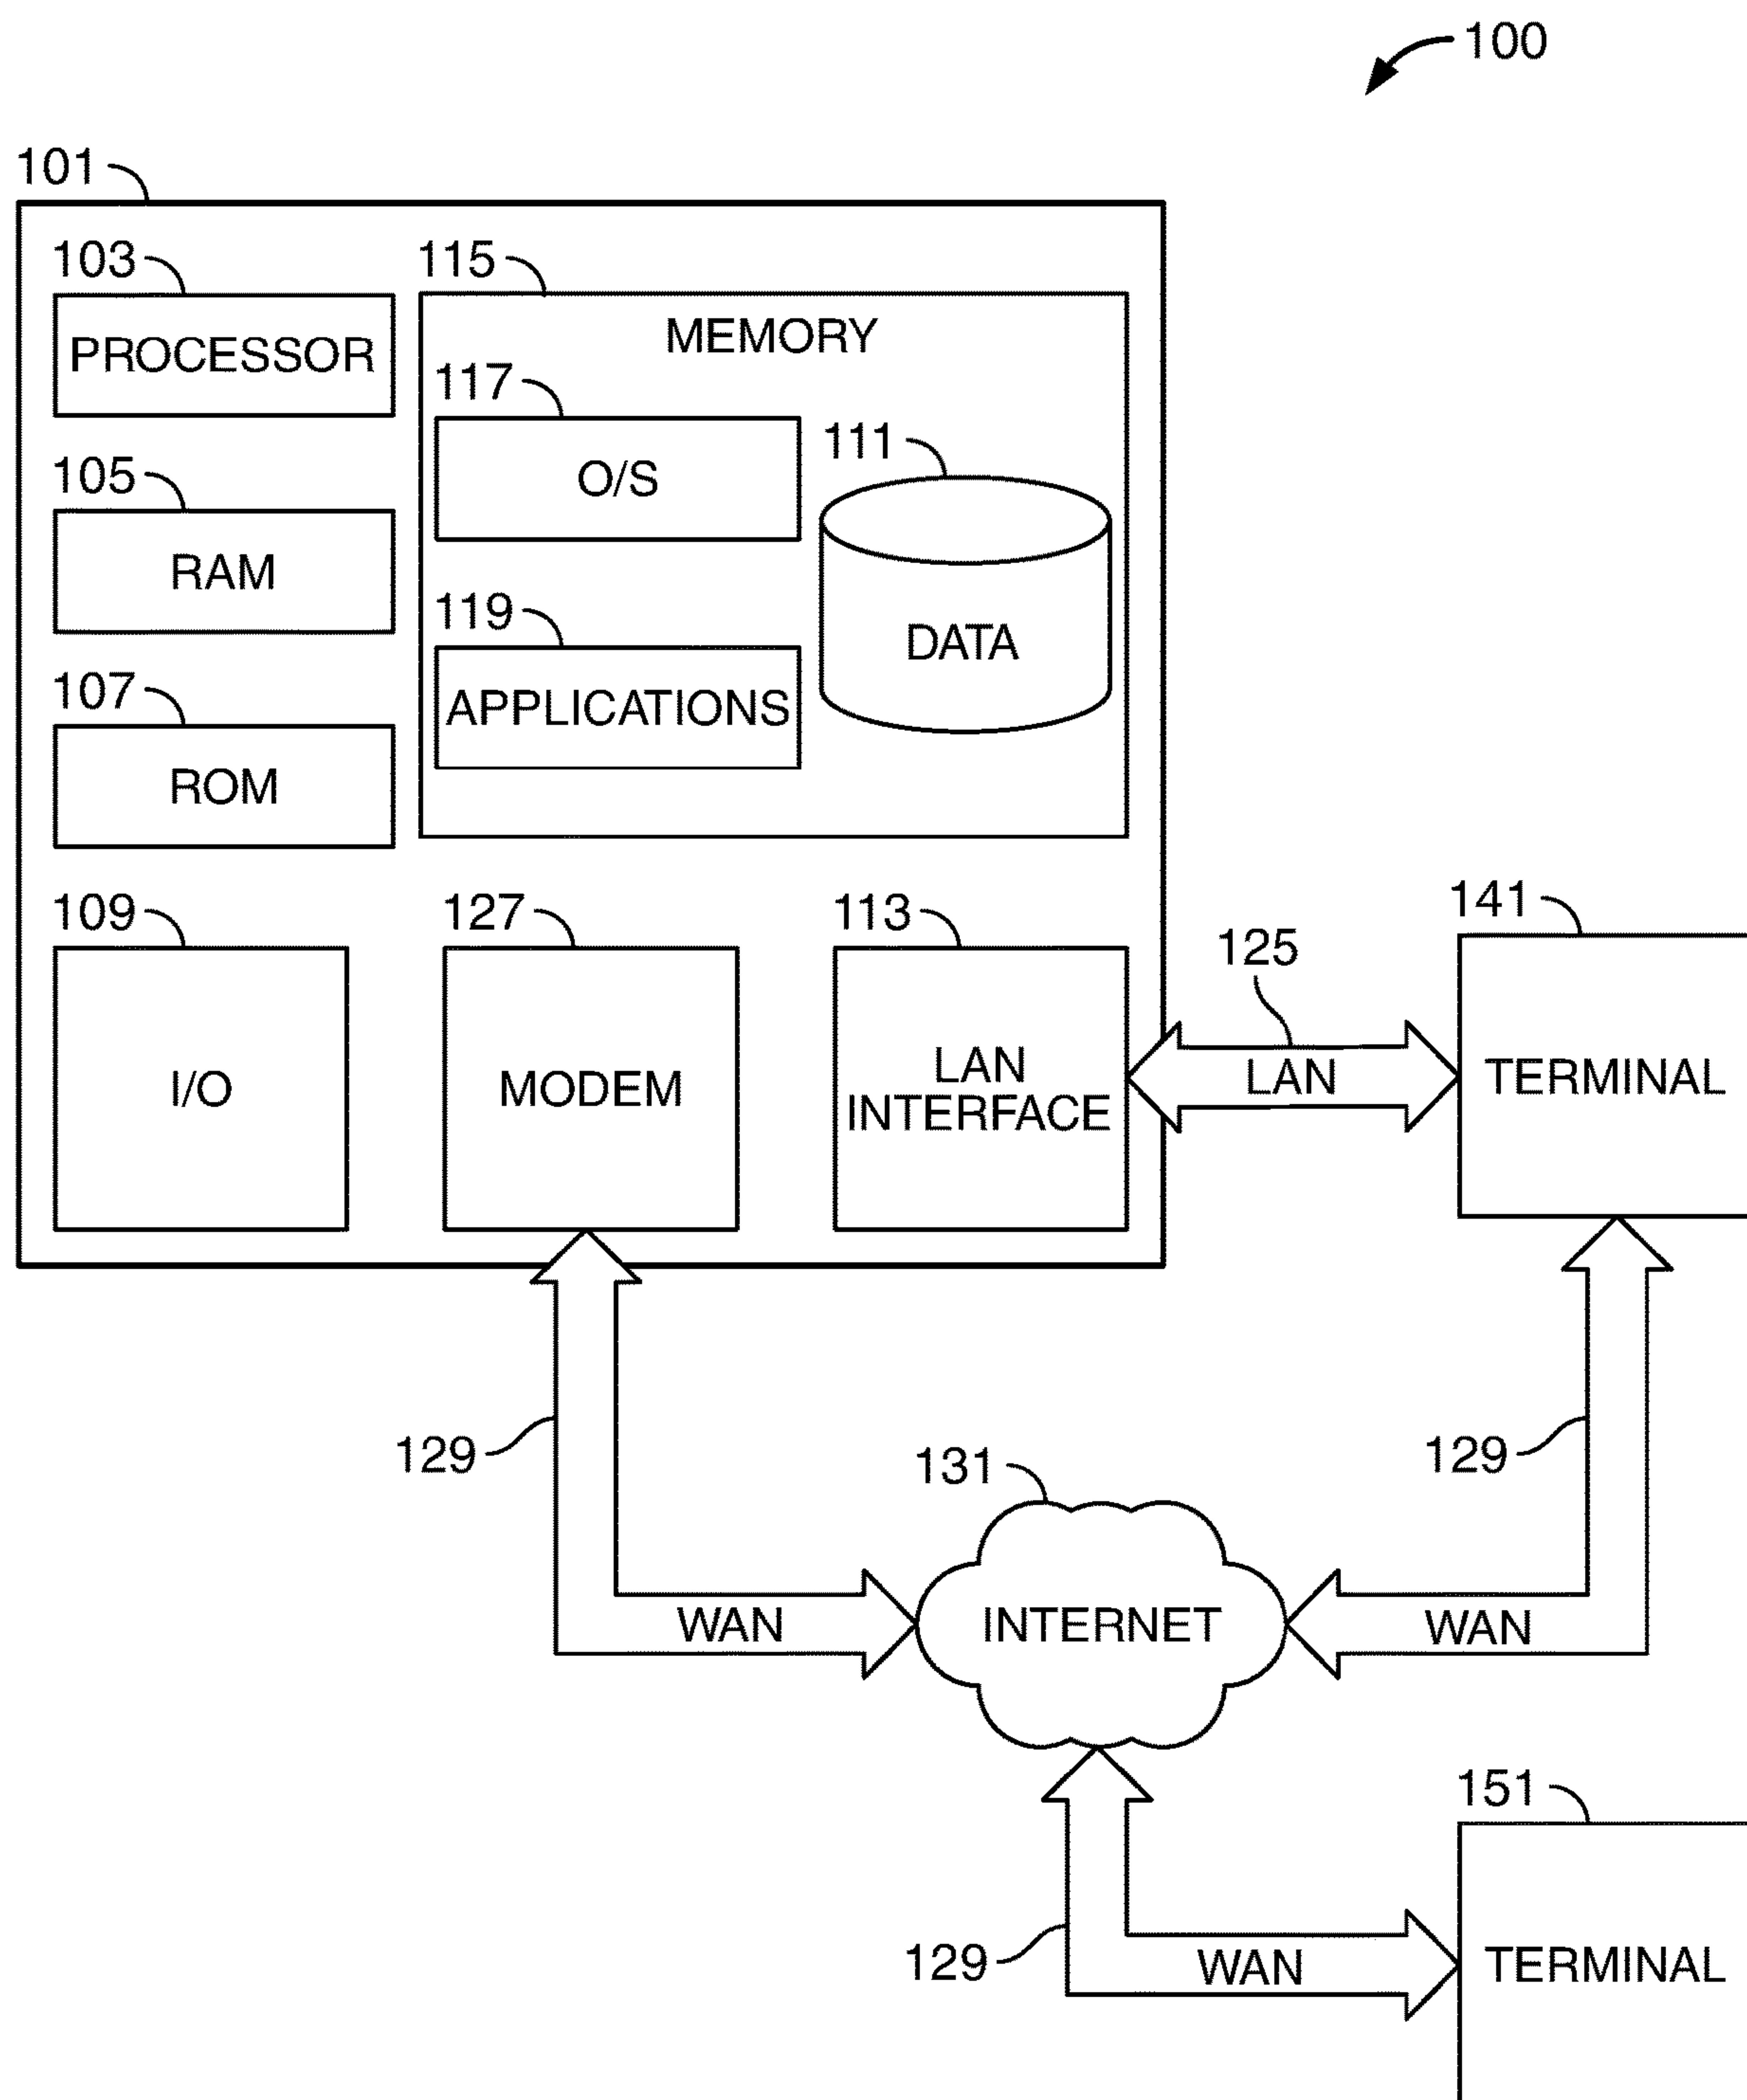 100
101
103
PROCESSOR
105
RAM
107
ROM
115
MEMORY
117
O/S
111
DATA
119
APPLICATIONS
109
I/O
127
MODEM
113
LAN
INTERFACE
125
LAN
141
TERMINAL
129
WAN
131
INTERNET
129
WAN
129
WAN
151
TERMINAL